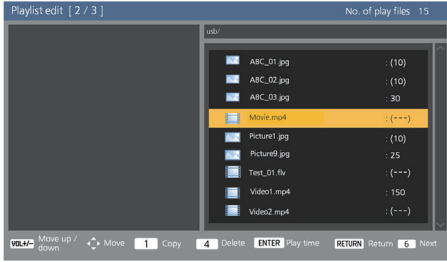 Playlist edit [ 2 / 3 ]
No. of play files 15
usb/
ABC_01.jpg : (10)
ABC_02.jpg : (10)
ABC_03.jpg : 30
Movie.mp4 : (---)
Picture1.jpg : (10)
Picture9.jpg : 25
Test_01.flv : (---)
Video1.mp4 : 150
Video2.mp4 : (---)
VOL+/- Move up / down Move 1 Copy 4 Delete ENTER Play time RETURN Return 6 Next